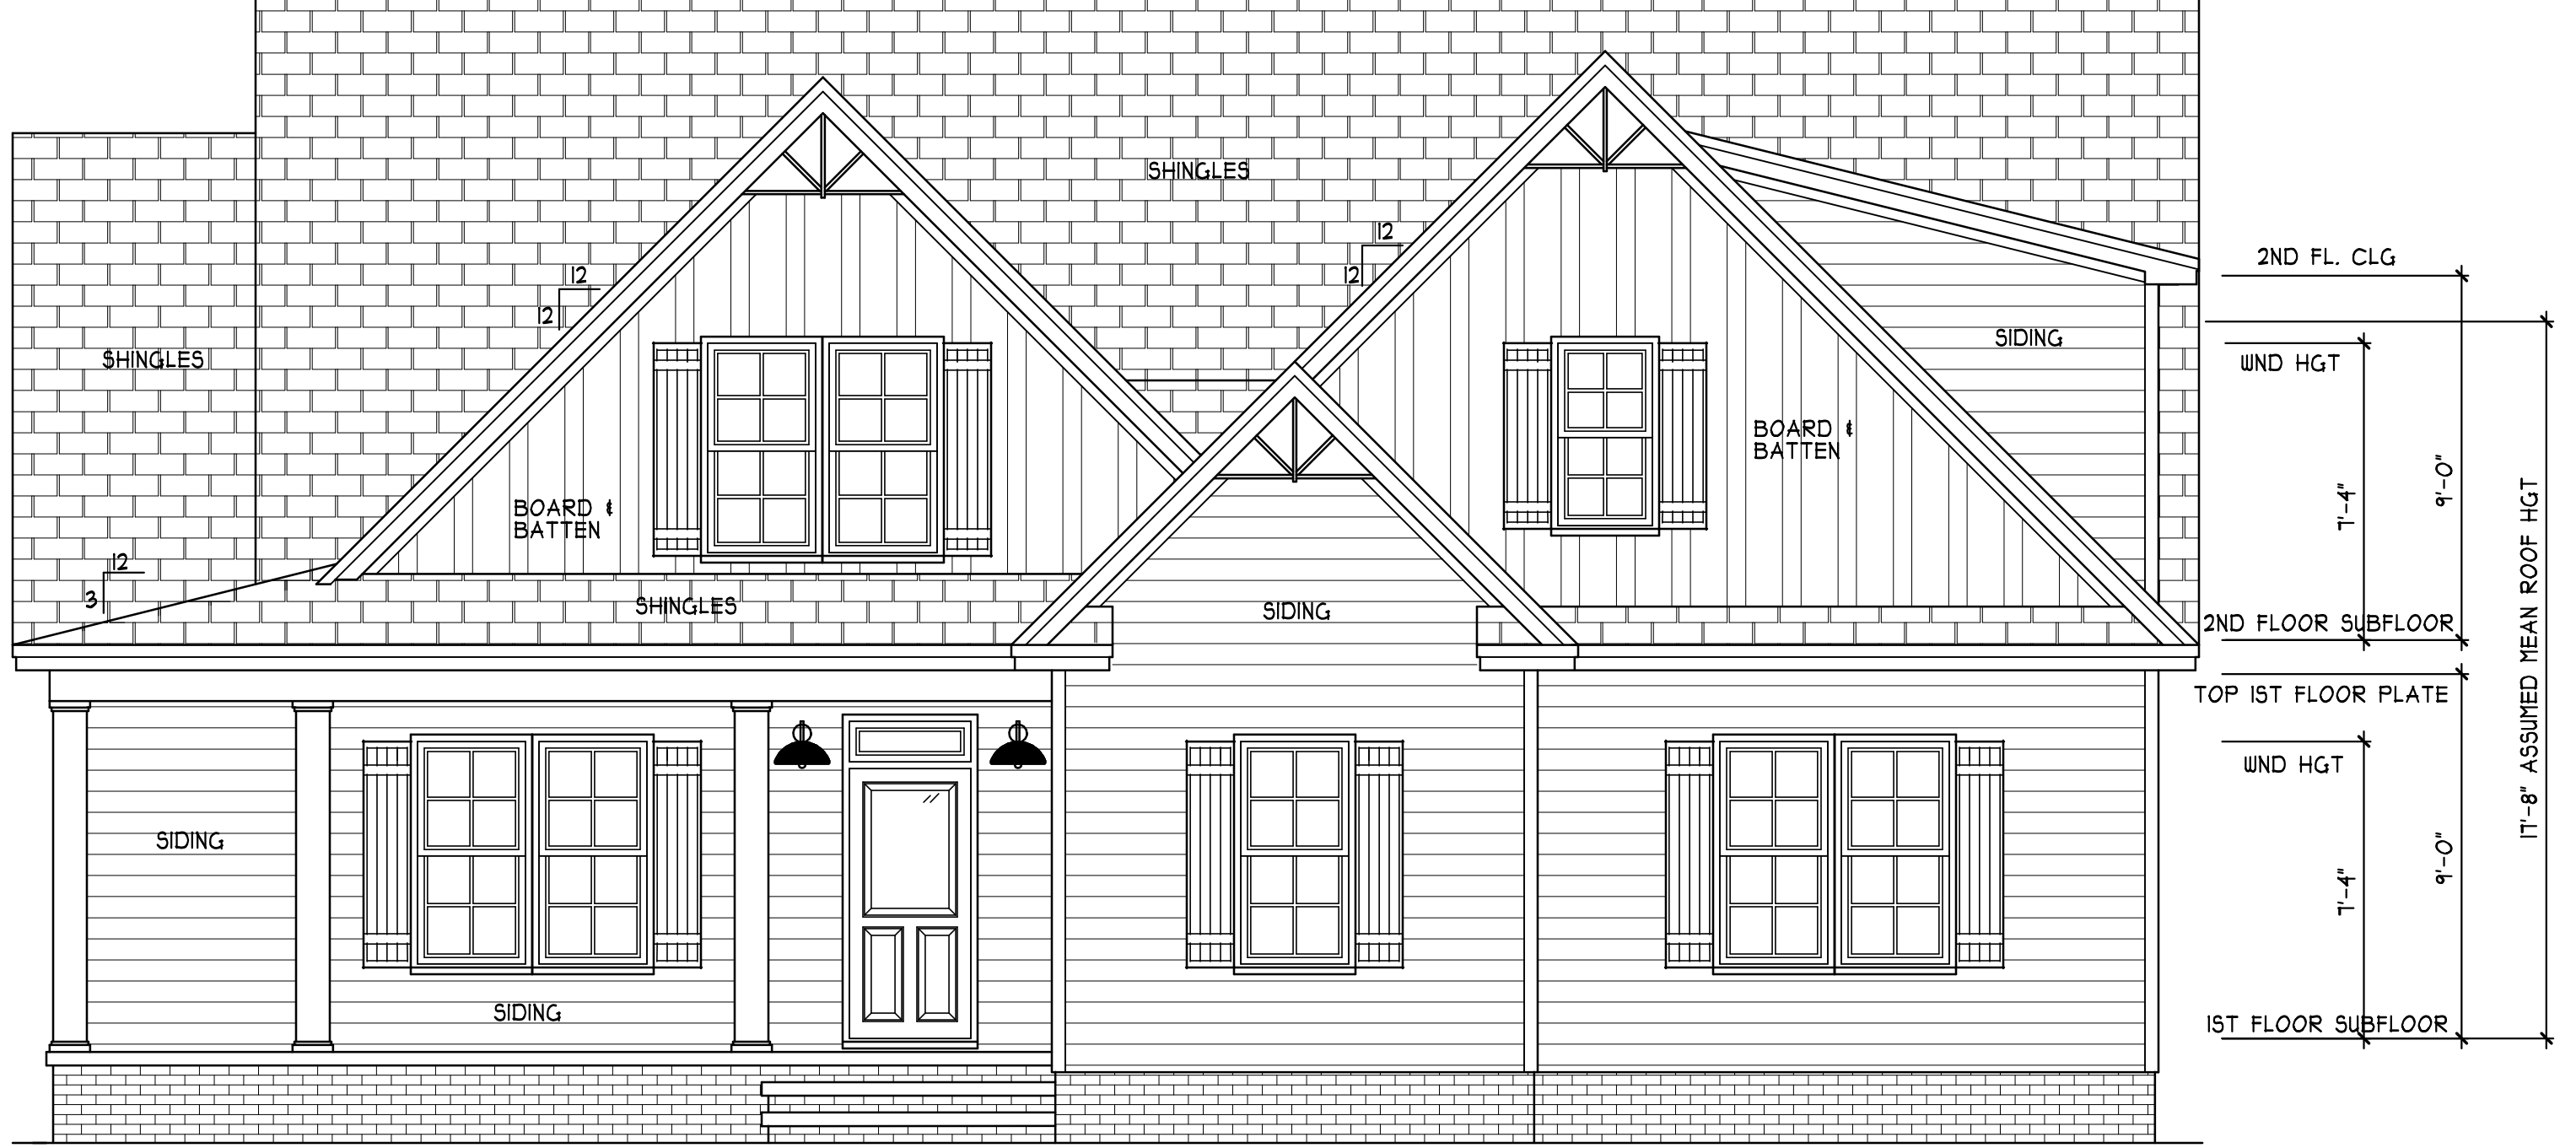 SHINGLES
12
12
2ND FL. CLG
12
12
SIDING
SHINGLES
WND HGT
BOARD &
BATTEN
7'-4"
9'-0"
BOARD &
BATTEN
12
3
SHINGLES
SIDING
2ND FLOOR SUBFLOOR
17'-8" ASSUMED MEAN ROOF HGT
TOP 1ST FLOOR PLATE
WND HGT
SIDING
7'-4"
9'-0"
SIDING
1ST FLOOR SUBFLOOR